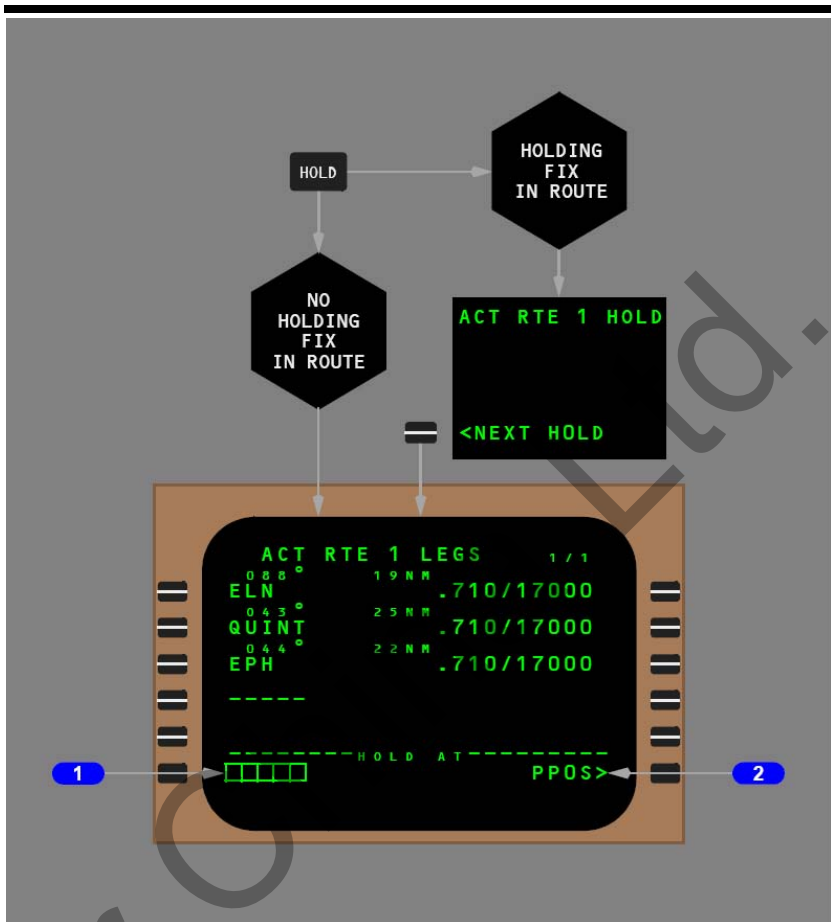 HOLD
HOLDING
FIX
IN ROUTE
NO
HOLDING
FIX
IN ROUTE
ACT RTE 1 HOLD
<NEXT HOLD
ACT RTE 1 LEGS 1/1
088° 19NM
ELN .710/17000
043° 25NM
QUINT .710/17000
044° 22NM
EPH .710/17000
-----
--------HOLD AT---------
□□□□□ PPOS>
1
2
Ltd.